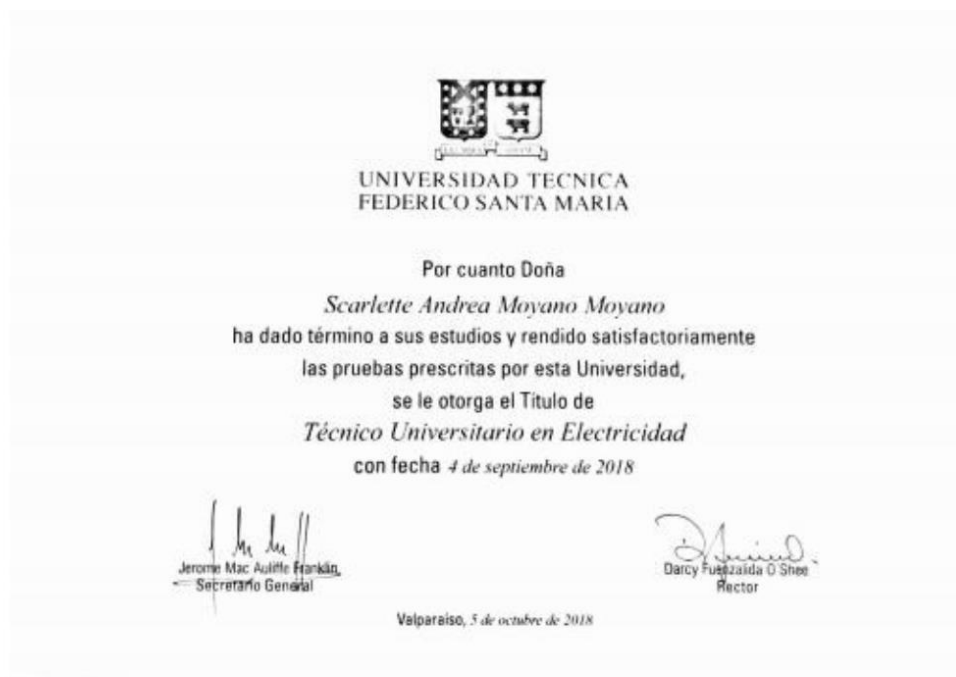 UNIVERSIDAD TECNICA
FEDERICO SANTA MARIA
Por cuanto Doña
Scarlette Andrea Moyano Moyano
ha dado término a sus estudios y rendido satisfactoriamente
las pruebas prescritas por esta Universidad,
se le otorga el Título de
Técnico Universitario en Electricidad
con fecha 4 de septiembre de 2018
Jerome Mac Auliffe Franklin
Secretario General
Darcy Fuenzalida O Shee
Rector
Valparaiso, 5 de octubre de 2018